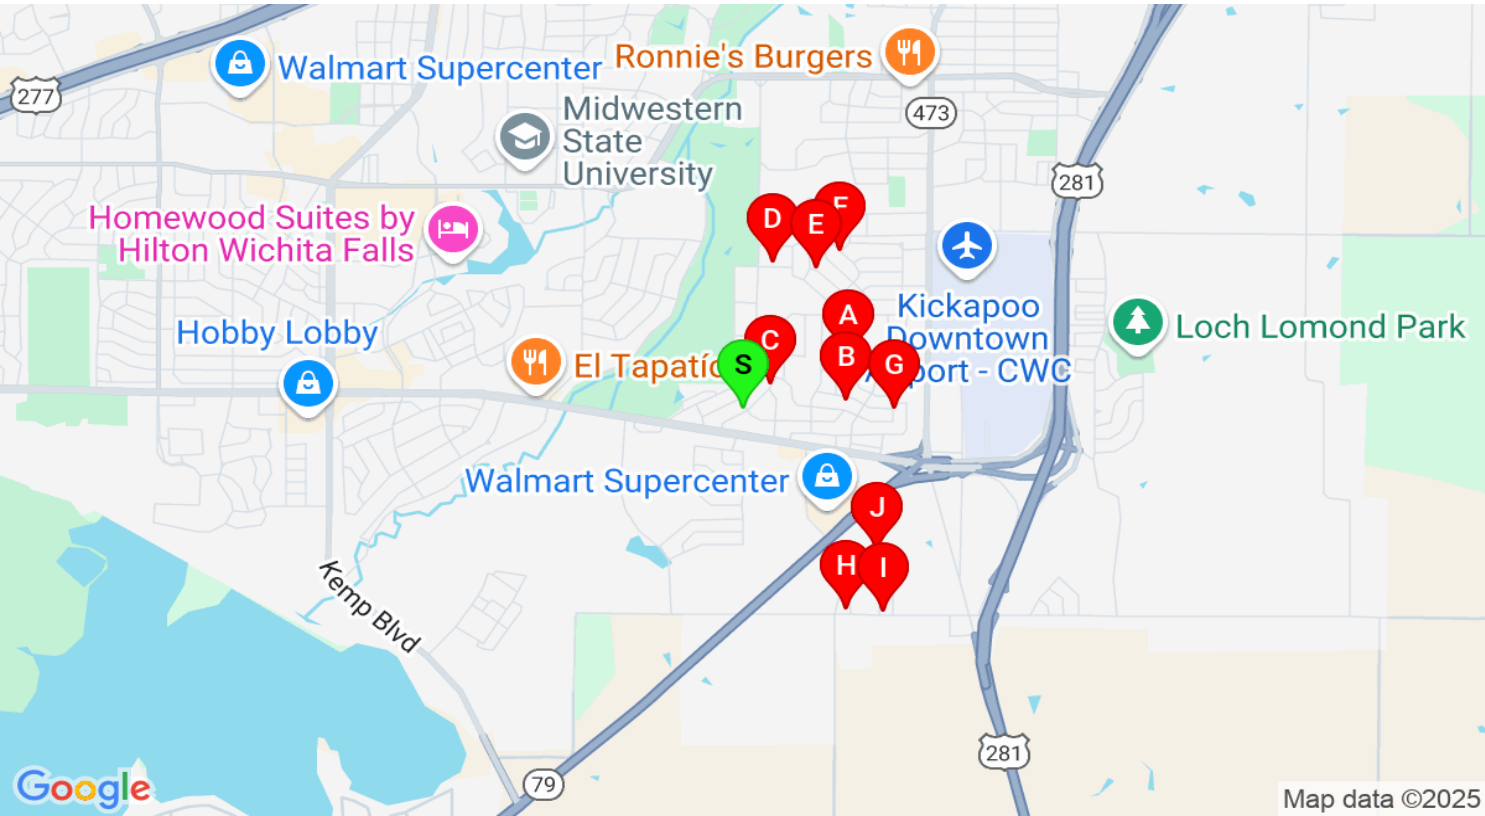 Ronnie's Burgers
Walmart Supercenter
277
Midwestern
State
University
473
281
Homewood Suites by
Hilton Wichita Falls
D
E
Kickapoo
Downtown
- CWC
A
B
C
G
S
Hobby Lobby
El Tapatío
Loch Lomond Park
Walmart Supercenter
J
H
I
Kemp Blvd
281
79
Google
Map data ©2025